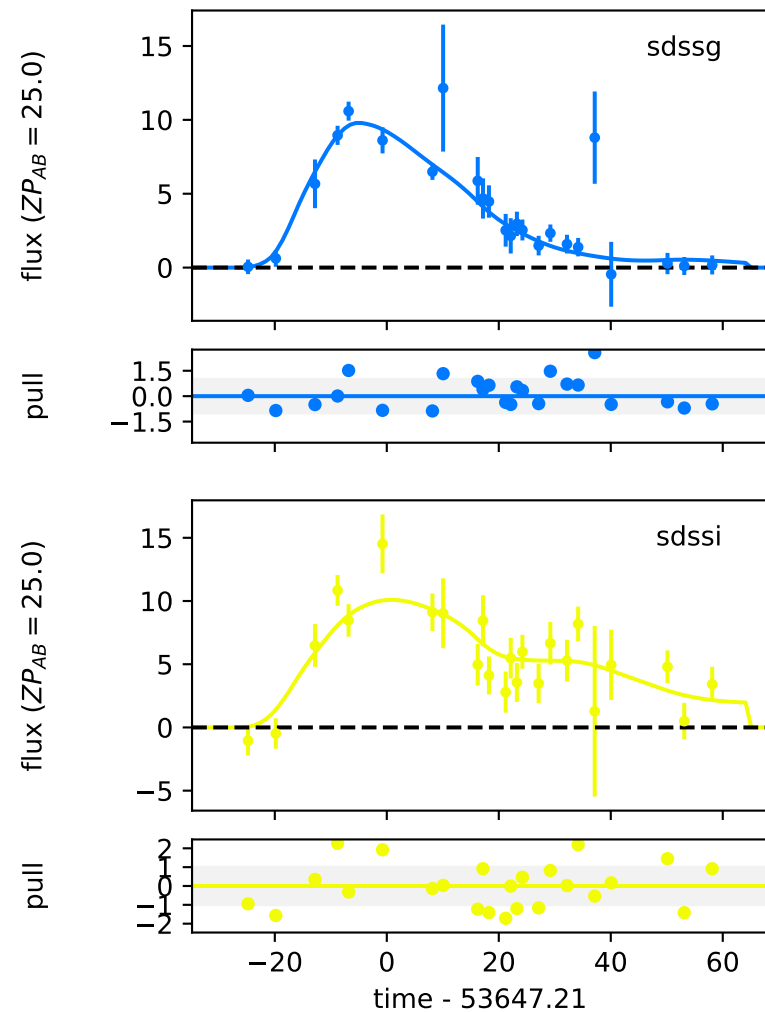 sdssg
flux (ZP_AB = 25.0)
15
10
5
0
pull
1.5
0.0
−1.5
sdssi
flux (ZP_AB = 25.0)
15
10
5
0
−5
pull
2
1
0
−1
−2
−20 0 20 40 60
time - 53647.21